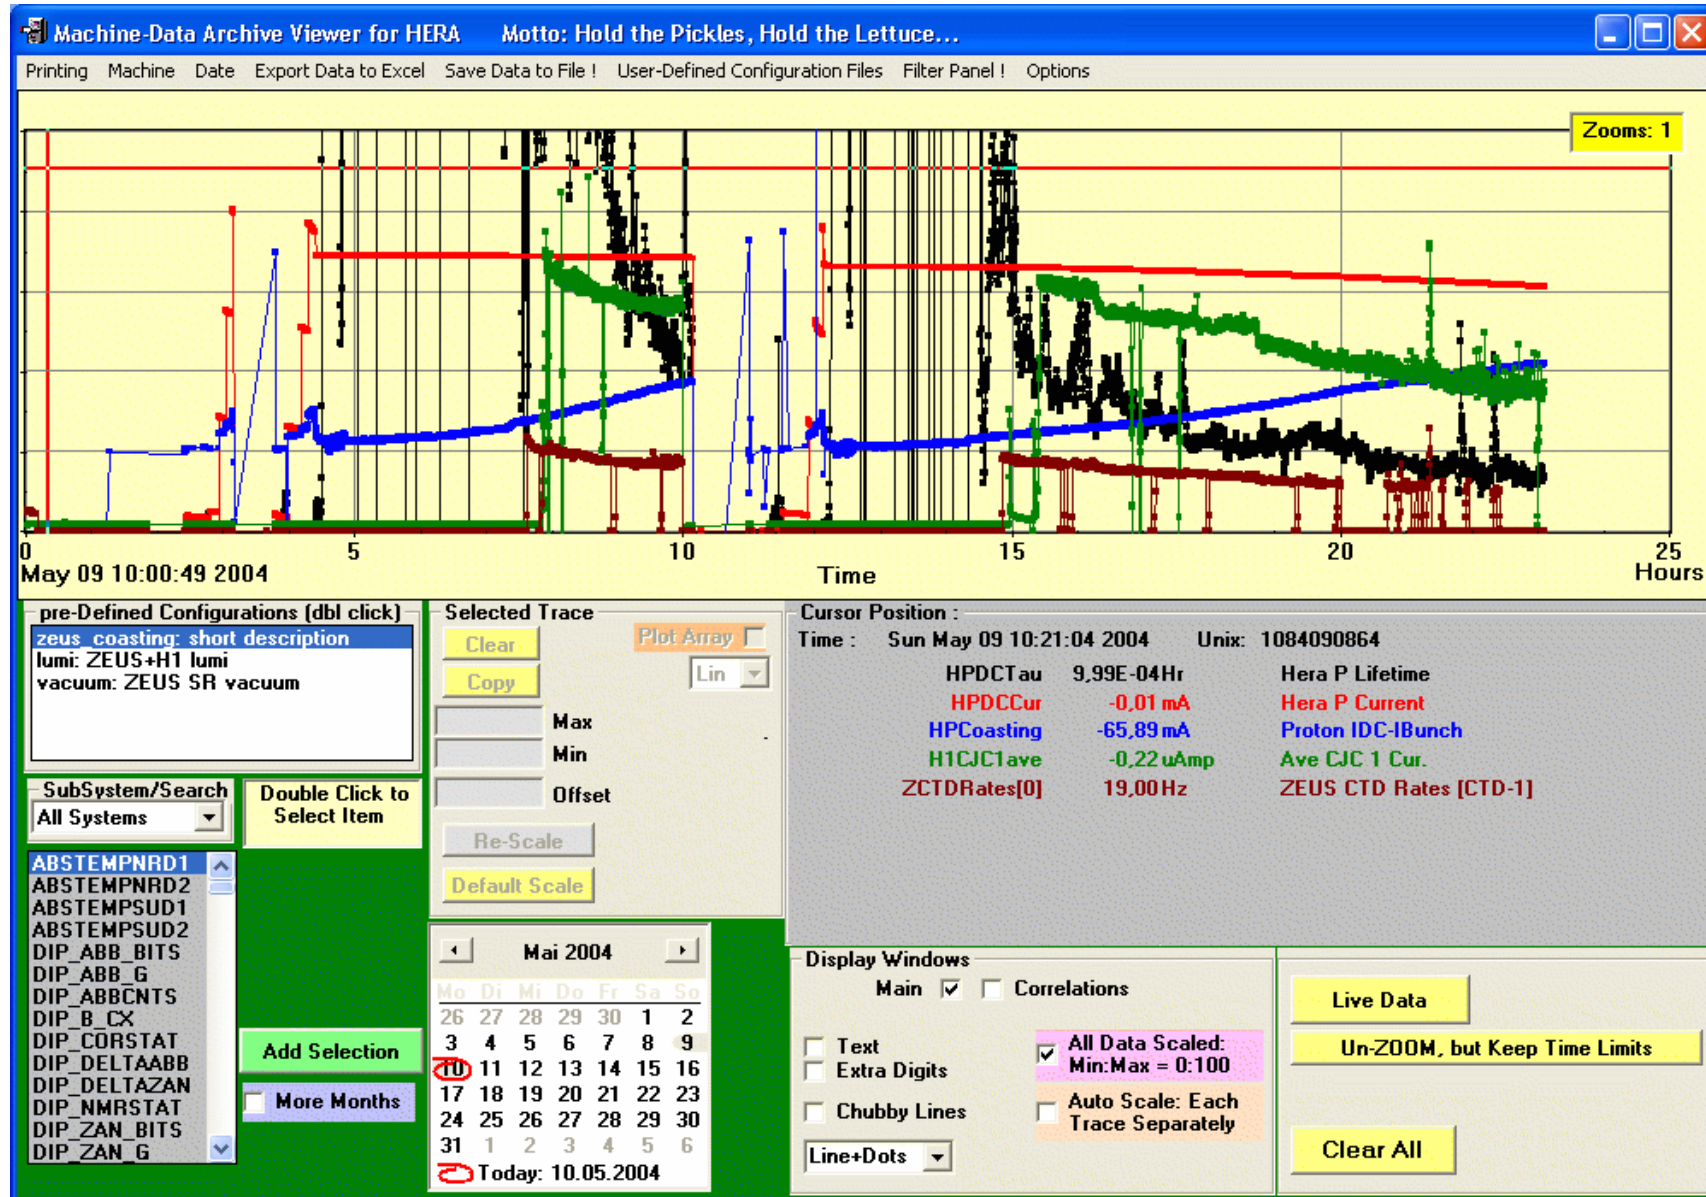 Machine-Data Archive Viewer for HERA Motto: Hold the Pickles, Hold the Lettuce...
Printing Machine Date Export Data to Excel Save Data to File ! User-Defined Configuration Files Filter Panel ! Options
Zooms: 1
0 5 10 15 20 25
May 09 10:00:49 2004 Time Hours
pre-Defined Configurations (dbl click)
zeus_coasting: short description
lumi: ZEUS+H1 lumi
vacuum: ZEUS SR vacuum
Selected Trace
Clear
Plot Array
Copy
Lin
Max
Min
Offset
Re-Scale
Default Scale
Cursor Position :
Time : Sun May 09 10:21:04 2004 Unix: 1084090864
HPDCTau 9,99E-04 Hr Hera P Lifetime
HPDCCur -0,01 mA Hera P Current
HPCoasting -65,89 mA Proton IDC-IBunch
H1CJC1ave -0,22 uAmp Ave CJC 1 Cur.
ZCTDRates[0] 19,00 Hz ZEUS CTD Rates [CTD-1]
SubSystem/Search
All Systems
Double Click to
Select Item
ABSTEMPNRD1
ABSTEMPNRD2
ABSTEMPSUD1
ABSTEMPSUD2
DIP_ABB_BITS
DIP_ABB_G
DIP_ABBCNTS
DIP_B_CX
DIP_CORSTAT
DIP_DELTAABB
DIP_DELTAZAN
DIP_NMRSTAT
DIP_ZAN_BITS
DIP_ZAN_G
Add Selection
More Months
Mai 2004
Mo Di Mi Do Fr Sa So
26 27 28 29 30 1 2
3 4 5 6 7 8 9
10 11 12 13 14 15 16
17 18 19 20 21 22 23
24 25 26 27 28 29 30
31 1 2 3 4 5 6
Today: 10.05.2004
Display Windows
Main Correlations
Text
Extra Digits
Chubby Lines
Line+Dots
All Data Scaled:
Min:Max = 0:100
Auto Scale: Each
Trace Separately
Live Data
Un-ZOOM, but Keep Time Limits
Clear All